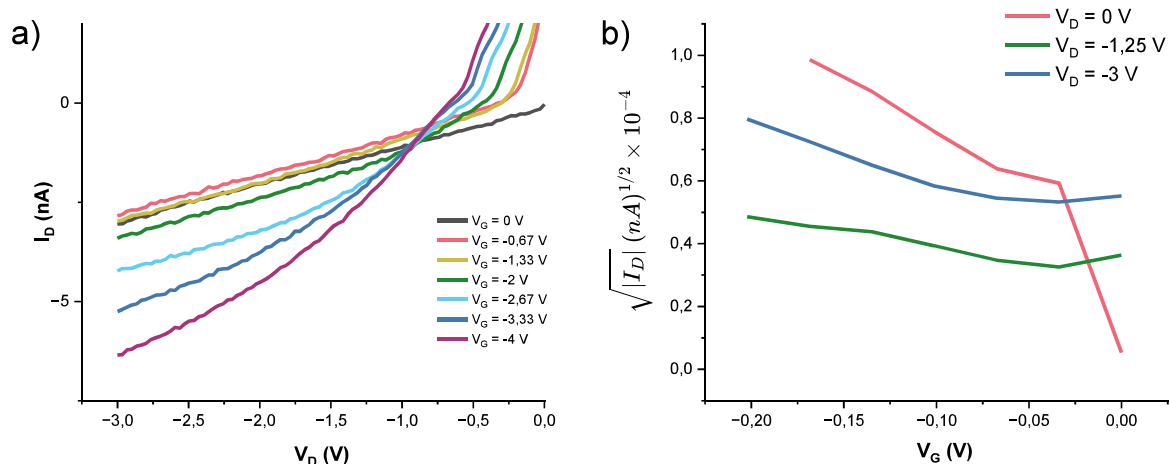 a)
I_D (nA)
0
−5
−3,0 −2,5 −2,0 −1,5 −1,0 −0,5 0,0
V_D (V)
V_G = 0 V
V_G = -0,67 V
V_G = -1,33 V
V_G = -2 V
V_G = -2,67 V
V_G = -3,33 V
V_G = -4 V
b)
V_D = 0 V
V_D = -1,25 V
V_D = -3 V
√|I_D| (nA)^{1/2} × 10^{−4}
1,0
0,8
0,6
0,4
0,2
0,0
−0,20 −0,15 −0,10 −0,05 0,00
V_G (V)